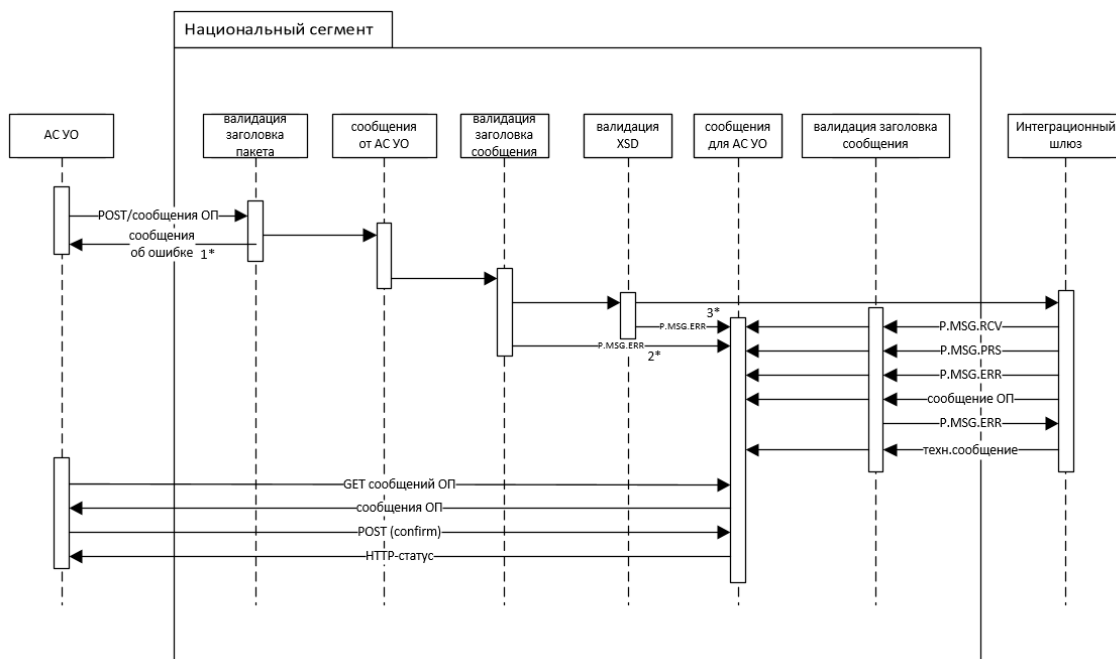 Национальный сегмент
АС УО
валидация
заголовка
пакета
сообщения
от АС УО
валидация
заголовка
сообщения
валидация
XSD
сообщения
для АС УО
валидация заголовка
сообщения
Интеграционный
шлюз
POST/сообщения ОП
сообщения
об ошибке 1*
3*
P.MSG.ERR
P.MSG.RCV
P.MSG.ERR
2*
P.MSG.PRS
P.MSG.ERR
сообщение ОП
P.MSG.ERR
техн.сообщение
GET сообщений ОП
сообщения ОП
POST (confirm)
HTTP-статус